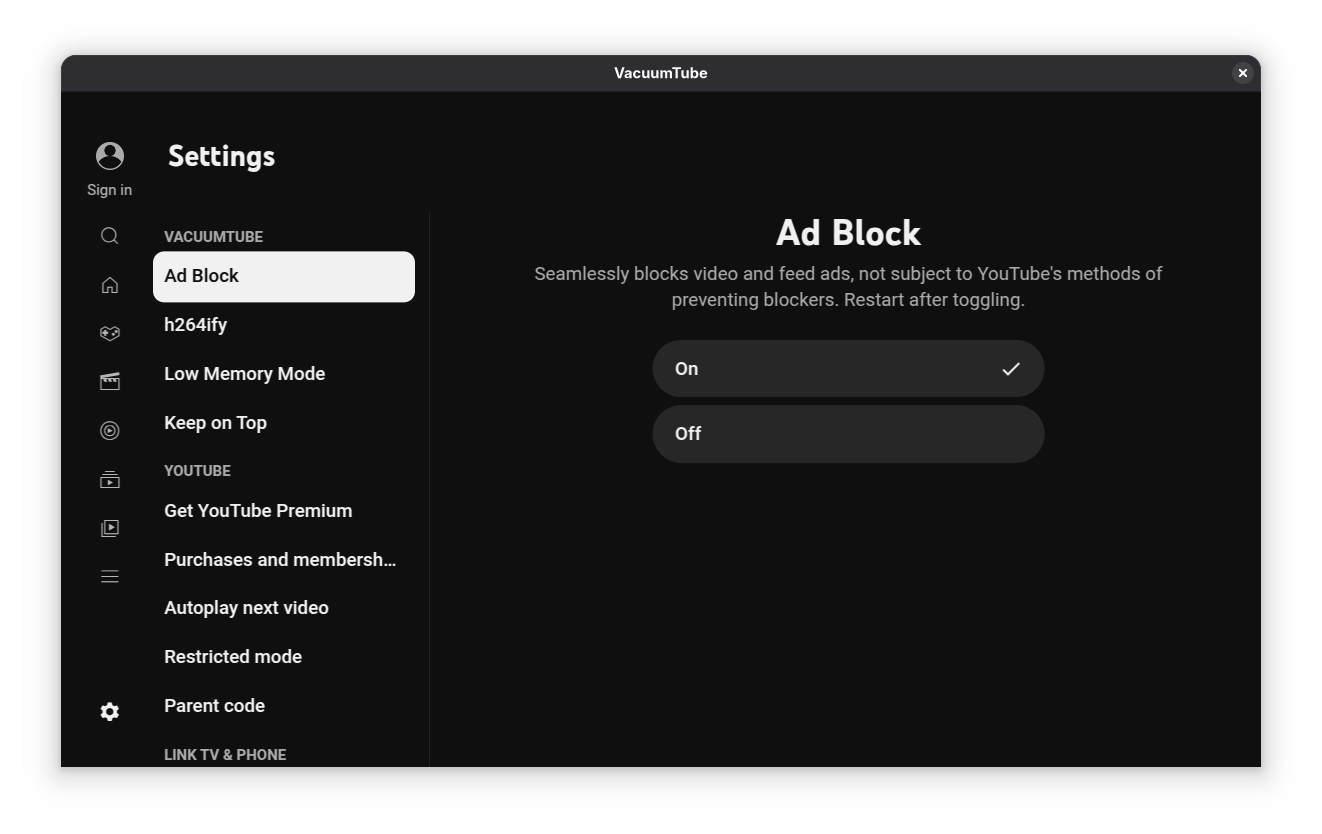 VacuumTube
Sign in
Settings
VACUUMTUBE
Ad Block
h264ify
Low Memory Mode
Keep on Top
YOUTUBE
Get YouTube Premium
Purchases and membersh...
Autoplay next video
Restricted mode
Parent code
LINK TV & PHONE
Ad Block
Seamlessly blocks video and feed ads, not subject to YouTube's methods of
preventing blockers. Restart after toggling.
On
Off